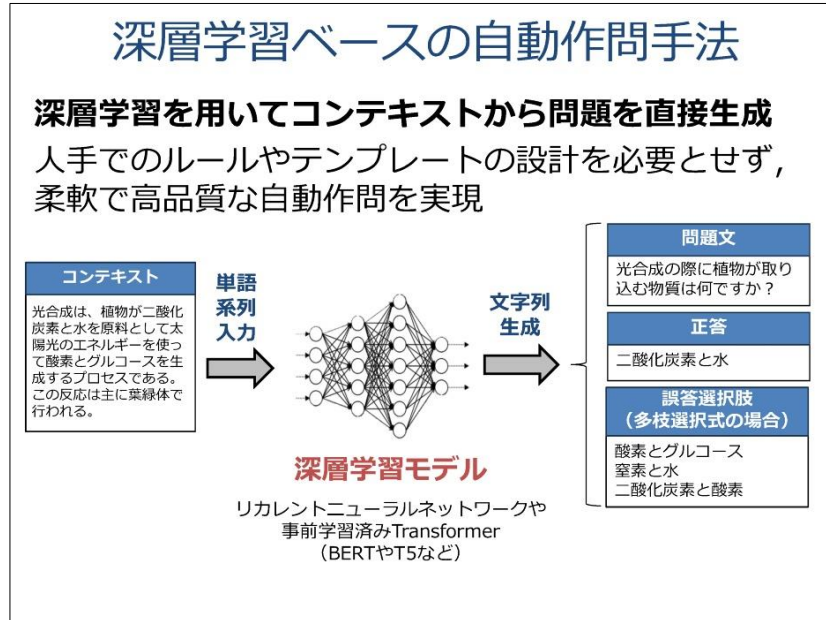 深層学習ベースの自動作問手法
深層学習を用いてコンテキストから問題を直接生成
人手でのルールやテンプレートの設計を必要とせず，
柔軟で高品質な自動作問を実現
コンテキスト
光合成は、植物が二酸化
炭素と水を原料として太
陽光のエネルギーを使っ
て酸素とグルコースを生
成するプロセスである。
この反応は主に葉緑体で
行われる。
単語
系列
入力
深層学習モデル
リカレントニューラルネットワークや
事前学習済みTransformer
（BERTやT5など）
文字列
生成
問題文
光合成の際に植物が取り
込む物質は何ですか？
正答
二酸化炭素と水
誤答選択肢
（多枝選択式の場合）
酸素とグルコース
窒素と水
二酸化炭素と酸素